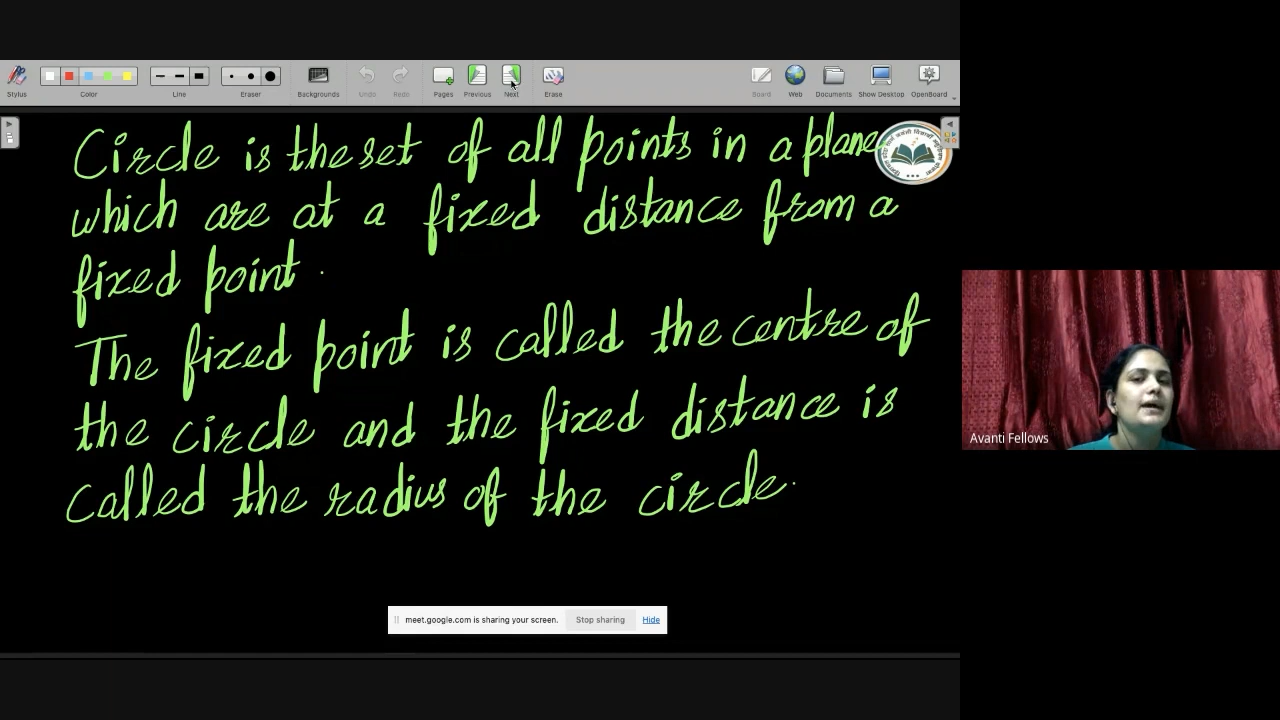 Stylus Color Line Eraser Backgrounds Undo Redo Pages Previous Next Erase Board Web Documents Show Desktop OpenBoard
Circle is the set of all points in a plane
which are at a fixed distance from a
fixed point.
The fixed point is called the centre of
the circle and the fixed distance is
called the radius of the circle.
Avanti Fellows
meet.google.com is sharing your screen. Stop sharing Hide